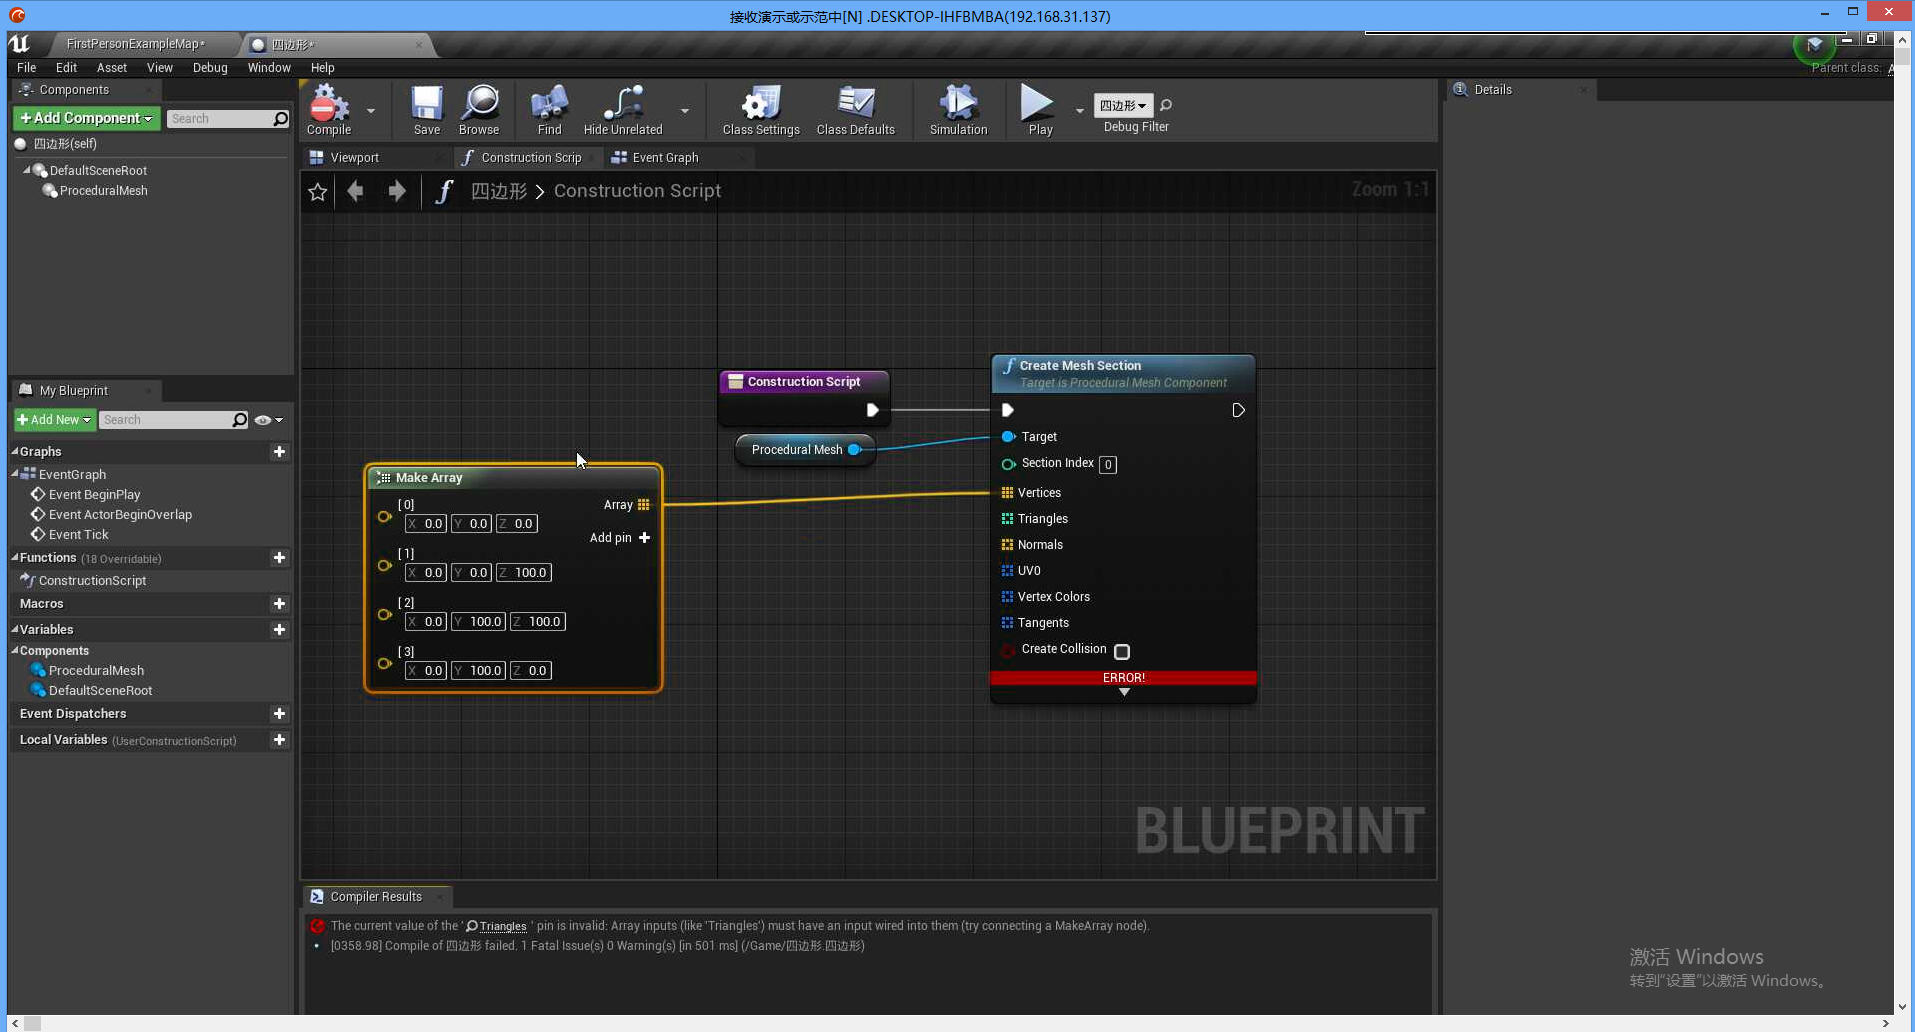 接收演示或示范中[N] .DESKTOP-IHFBMBA(192.168.31.137)
FirstPersonExampleMap*
四边形*
File Edit Asset View Debug Window Help
Parent class: A
Components
+Add Component
Search
四边形(self)
DefaultSceneRoot
ProceduralMesh
Compile
Save
Browse
Find
Hide Unrelated
Class Settings
Class Defaults
Simulation
Play
四边形
Debug Filter
Details
Viewport
Construction Scrip
Event Graph
四边形 > Construction Script
Zoom 1:1
My Blueprint
+Add New
Search
Graphs
EventGraph
Event BeginPlay
Event ActorBeginOverlap
Event Tick
Functions (18 Overridable)
ConstructionScript
Macros
Variables
Components
ProceduralMesh
DefaultSceneRoot
Event Dispatchers
Local Variables (UserConstructionScript)
Construction Script
Procedural Mesh
Make Array
[0]
X 0.0 Y 0.0 Z 0.0
Array
Add pin +
[1]
X 0.0 Y 0.0 Z 100.0
[2]
X 0.0 Y 100.0 Z 100.0
[3]
X 0.0 Y 100.0 Z 0.0
Create Mesh Section
Target is Procedural Mesh Component
Target
Section Index 0
Vertices
Triangles
Normals
UV0
Vertex Colors
Tangents
Create Collision
ERROR!
BLUEPRINT
Compiler Results
The current value of the ' Triangles ' pin is invalid: Array inputs (like 'Triangles') must have an input wired into them (try connecting a MakeArray node).
[0358.98] Compile of 四边形 failed. 1 Fatal Issue(s) 0 Warning(s) [in 501 ms] (/Game/四边形.四边形)
激活 Windows
转到“设置”以激活 Windows。